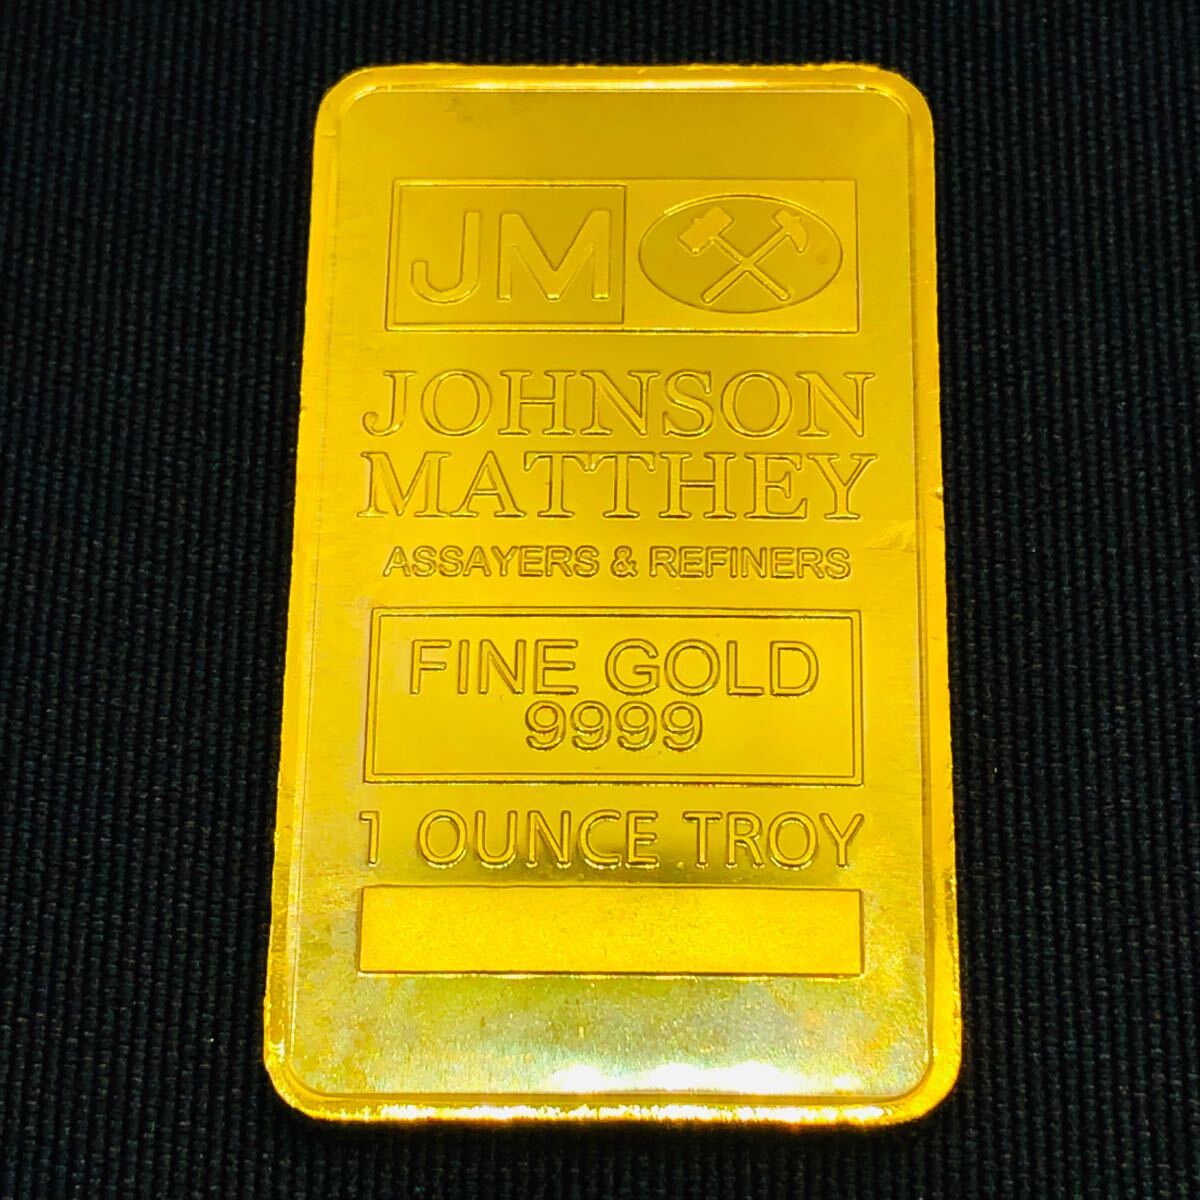 JM
JOHNSON
MATTHEY
ASSAYERS & REFINERS
FINE GOLD
9999
1 OUNCE TROY